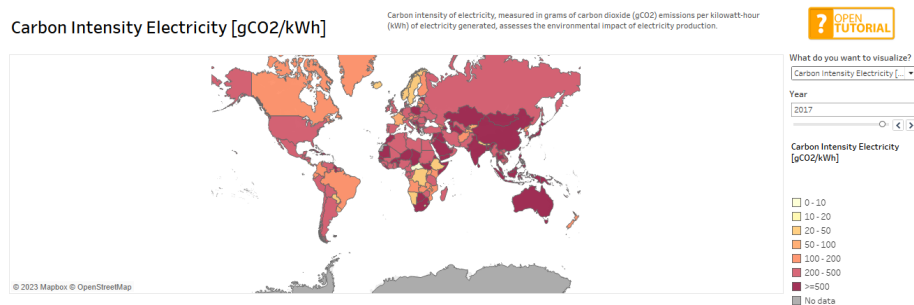 Carbon Intensity Electricity [gCO2/kWh]
Carbon intensity of electricity, measured in grams of carbon dioxide (gCO2) emissions per kilowatt-hour
(kWh) of electricity generated, assesses the environmental impact of electricity production.
? OPEN
TUTORIAL
What do you want to visualize?
Carbon Intensity Electricity [...
Year
2017
Carbon Intensity Electricity
[gCO2/kWh]
0 - 10
10 - 20
20 - 50
50 - 100
100 - 200
200 - 500
>=500
No data
© 2023 Mapbox © OpenStreetMap